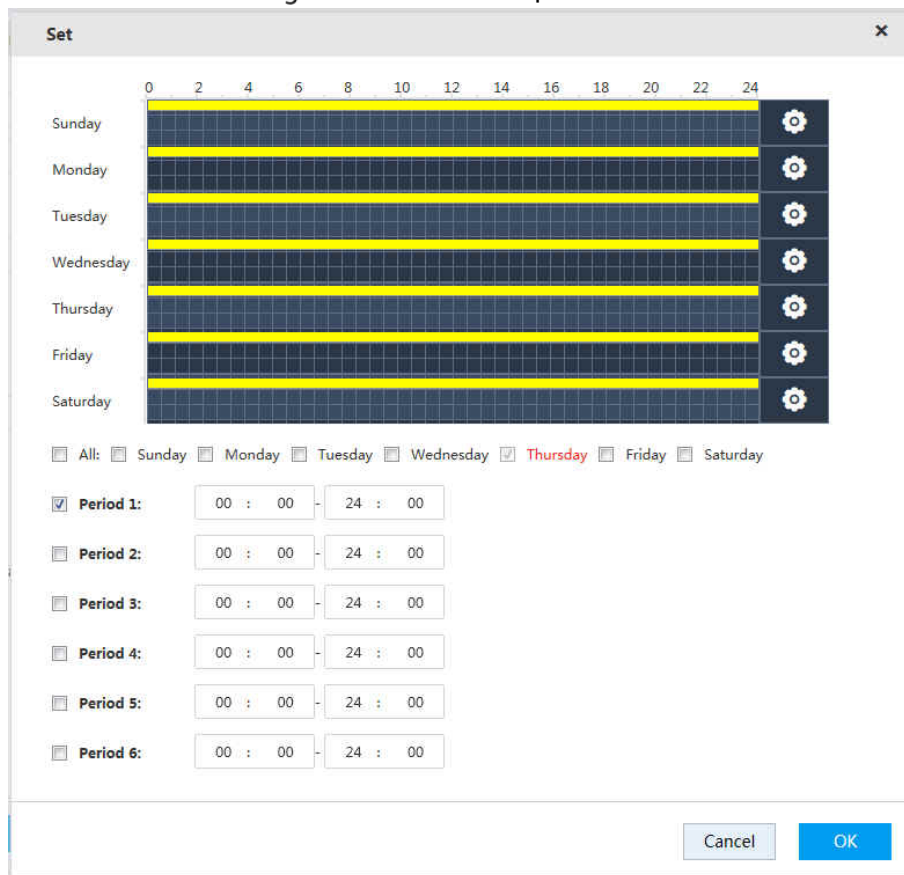 Set ×
0 2 4 6 8 10 12 14 16 18 20 22 24
Sunday
Monday
Tuesday
Wednesday
Thursday
Friday
Saturday
All: Sunday Monday Tuesday Wednesday Thursday Friday Saturday
Period 1: 00 : 00 - 24 : 00
Period 2: 00 : 00 - 24 : 00
Period 3: 00 : 00 - 24 : 00
Period 4: 00 : 00 - 24 : 00
Period 5: 00 : 00 - 24 : 00
Period 6: 00 : 00 - 24 : 00
Cancel OK